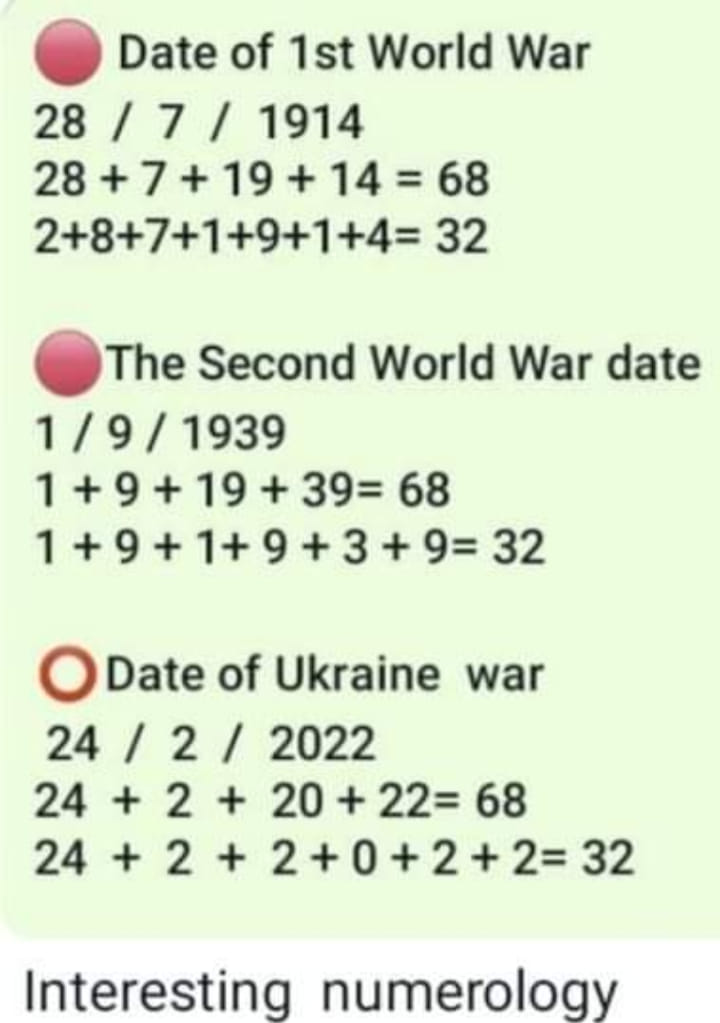 Date of 1st World War
28 / 7 / 1914
28 + 7 + 19 + 14 = 68
2+8+7+1+9+1+4= 32
The Second World War date
1 / 9 / 1939
1 + 9 + 19 + 39= 68
1 + 9 + 1+ 9 + 3 + 9= 32
Date of Ukraine war
24 / 2 / 2022
24 + 2 + 20 + 22= 68
24 + 2 + 2 + 0 + 2 + 2= 32
Interesting numerology